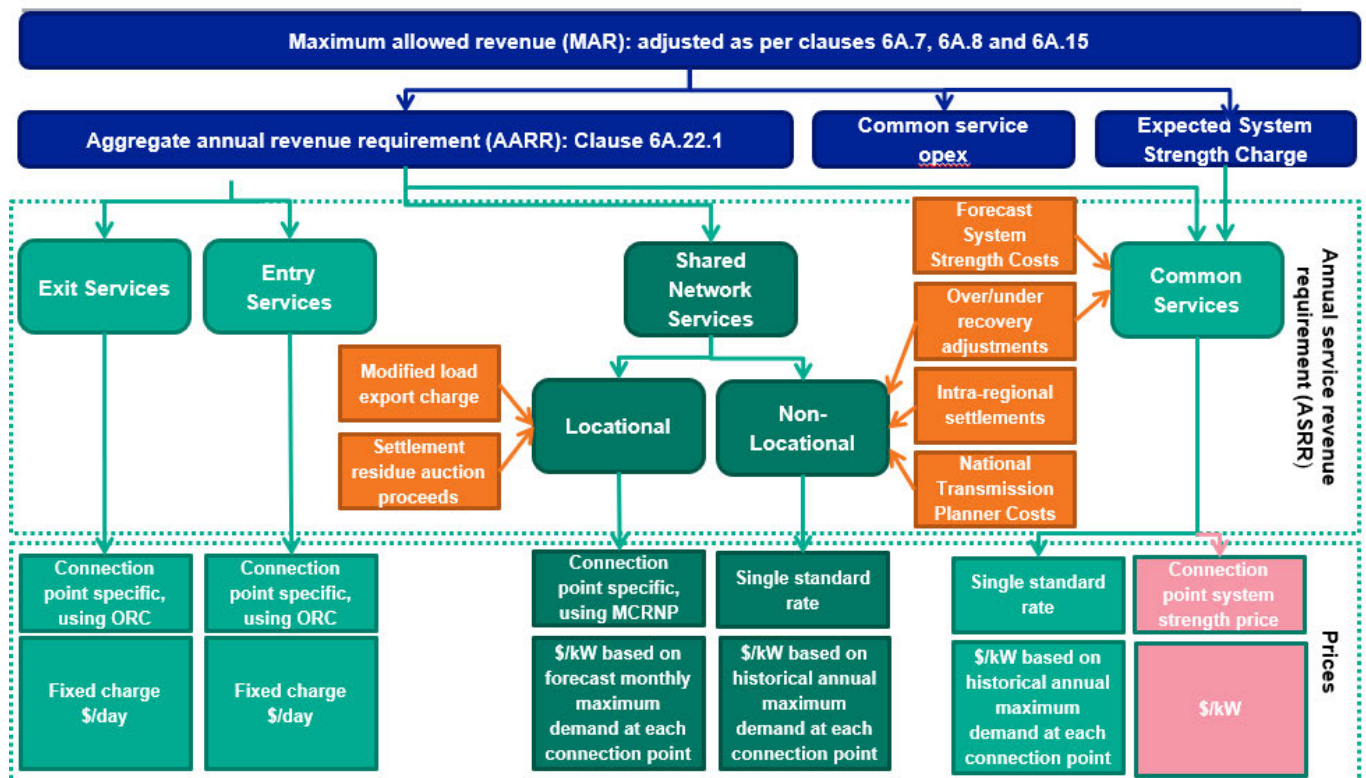 Maximum allowed revenue (MAR): adjusted as per clauses 6A.7, 6A.8 and 6A.15
Aggregate annual revenue requirement (AARR): Clause 6A.22.1
Common service
opex
Expected System
Strength Charge
Exit Services
Entry
Services
Shared
Network
Services
Forecast
System
Strength Costs
Over/under
recovery
adjustments
Common
Services
Annual service revenue
requirement (ASRR)
Modified load
export charge
Settlement
residue auction
proceeds
Locational
Non-
Locational
Intra-regional
settlements
National
Transmission
Planner Costs
Connection
point specific,
using ORC
Connection
point specific,
using ORC
Connection
point specific,
using MCRNP
Single standard
rate
Single standard
rate
Connection
point system
strength price
Prices
Fixed charge
$/day
Fixed charge
$/day
$/kW based on
forecast monthly
maximum
demand at each
connection point
$/kW based on
historical annual
maximum
demand at each
connection point
$/kW based on
historical annual
maximum
demand at each
connection point
$/kW